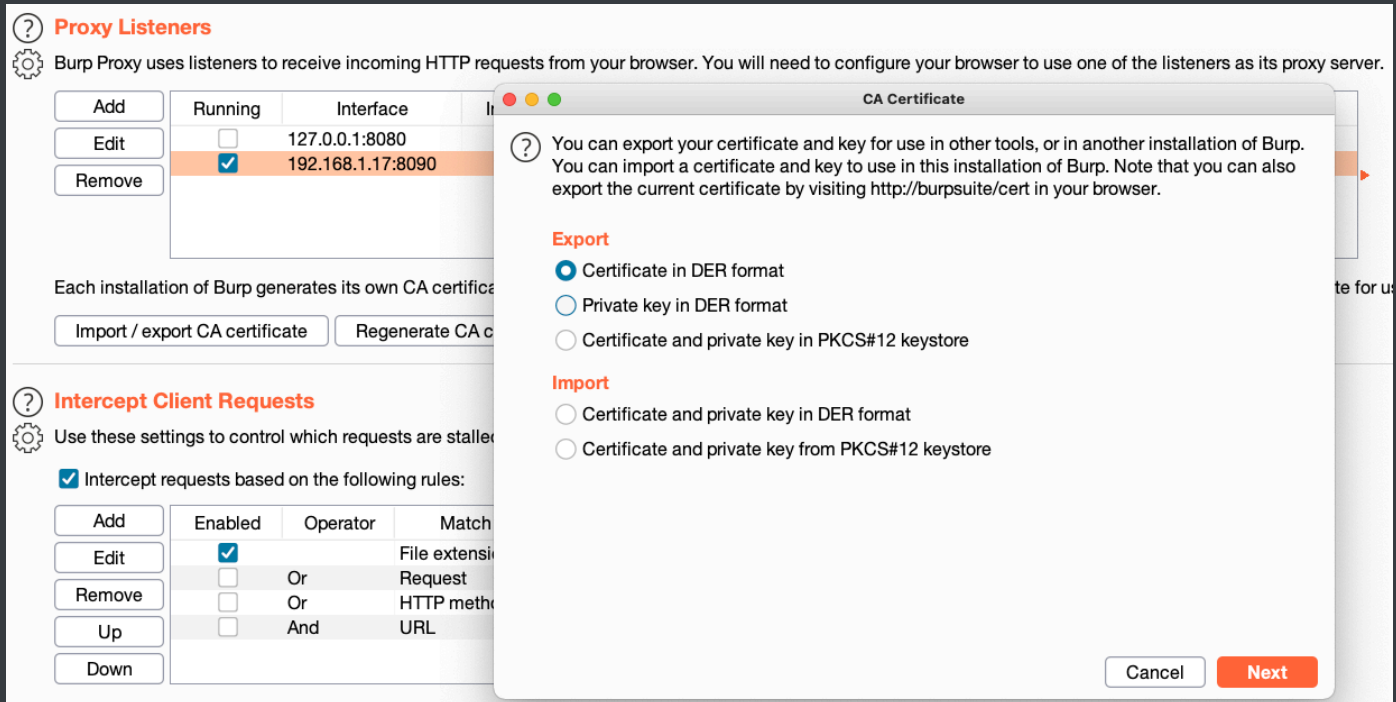 Proxy Listeners
Burp Proxy uses listeners to receive incoming HTTP requests from your browser. You will need to configure your browser to use one of the listeners as its proxy server.
Add
Edit
Remove
Running Interface
127.0.0.1:8080
192.168.1.17:8090
Each installation of Burp generates its own CA
Import / export CA certificate
Regenerate CA
Intercept Client Requests
Use these settings to control which requests are
Intercept requests based on the following rules:
Add
Edit
Remove
Up
Down
Enabled Operator Match
File
Or Request
Or HTTP
And URL
CA Certificate
You can export your certificate and key for use in other tools, or in another installation of Burp.
You can import a certificate and key to use in this installation of Burp. Note that you can also
export the current certificate by visiting http://burpsuite/cert in your browser.
Export
Certificate in DER format
Private key in DER format
Certificate and private key in PKCS#12 keystore
Import
Certificate and private key in DER format
Certificate and private key from PKCS#12 keystore
Cancel
Next
for